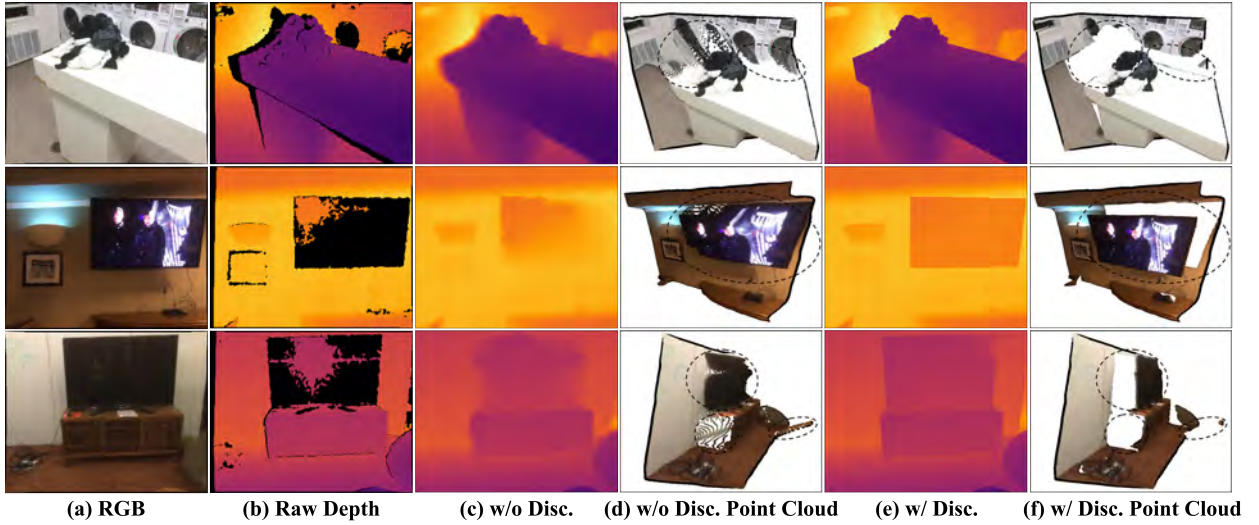 (a) RGB
(b) Raw Depth
(c) w/o Disc.
(d) w/o Disc. Point Cloud
(e) w/ Disc.
(f) w/ Disc. Point Cloud